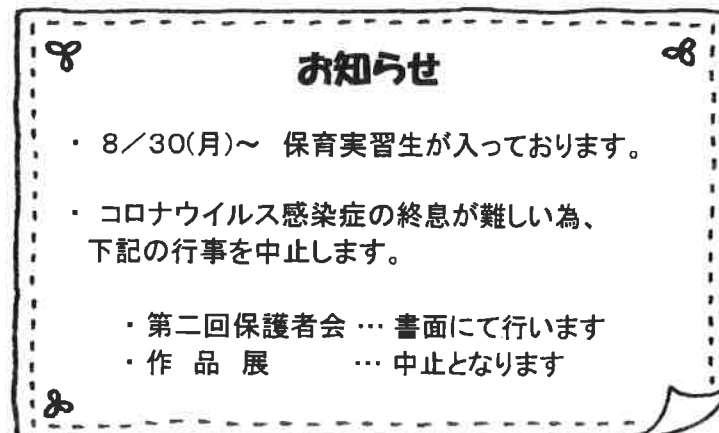 お知らせ
・ 8／30(月)～ 保育実習生が入っております。
・ コロナウイルス感染症の終息が難しい為、
下記の行事を中止します。
・第二回保護者会 … 書面にて行います
・作 品 展 … 中止となります